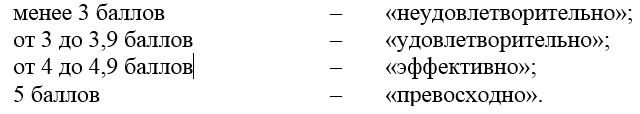 менее 3 баллов – «неудовлетворительно»;
от 3 до 3,9 баллов – «удовлетворительно»;
от 4 до 4,9 баллов – «эффективно»;
5 баллов – «превосходно».